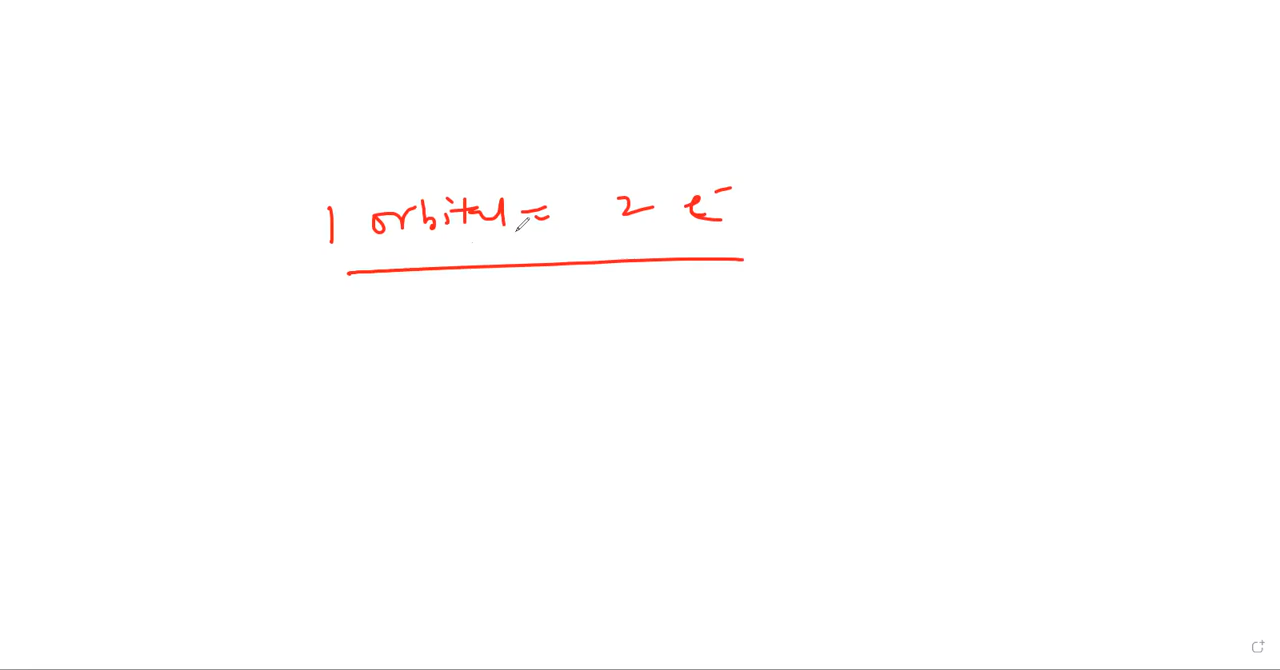 1 orbital = 2 e⁻